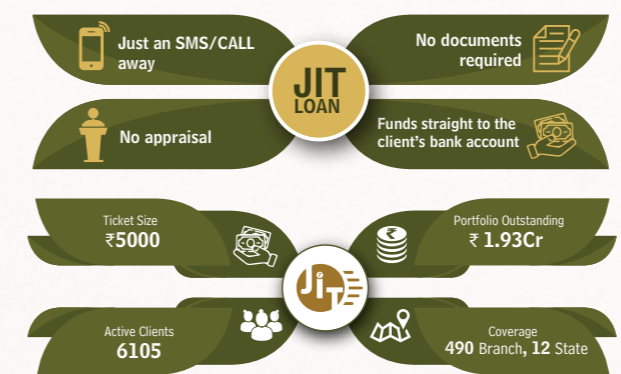 Just an SMS/CALL
away
No documents
required
JIT
LOAN
No appraisal
Funds straight to the
client's bank account
Ticket Size
₹5000
Portfolio Outstanding
₹ 1.93Cr
JiT
Active Clients
6105
Coverage
490 Branch, 12 State